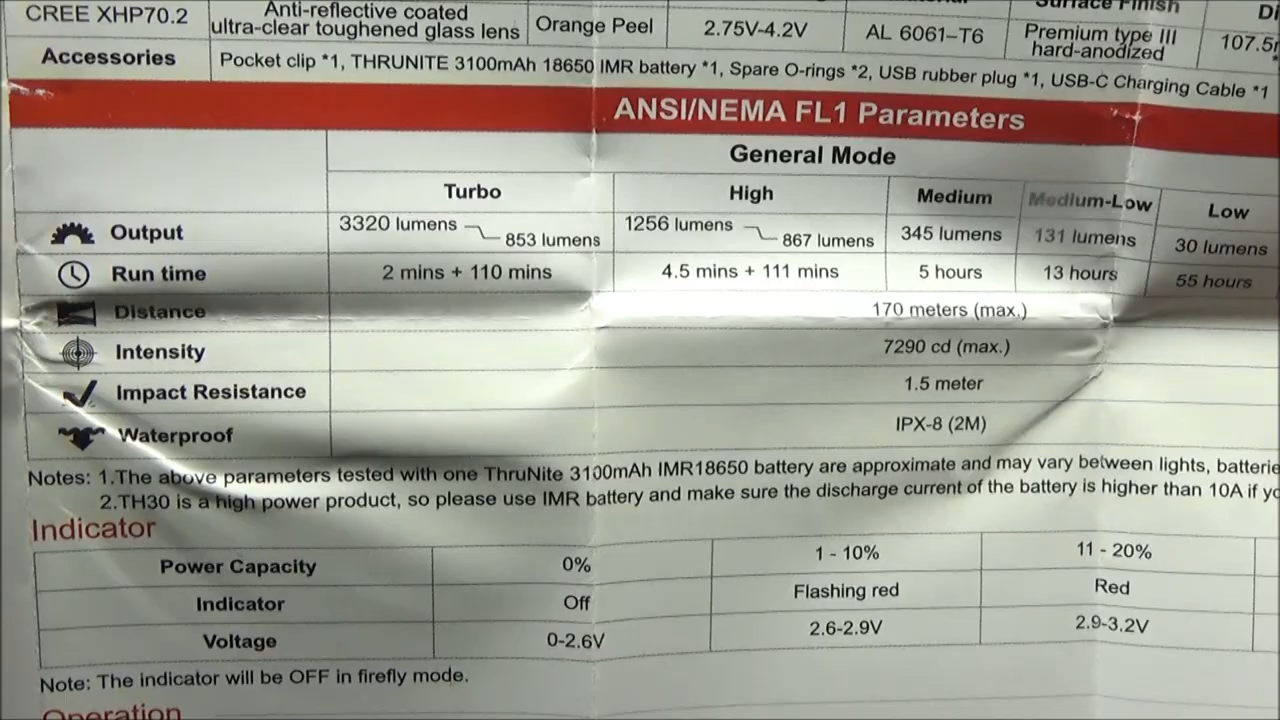 CREE XHP70.2
Anti-reflective coated
ultra-clear toughened glass lens
Orange Peel
2.75V-4.2V
AL 6061–T6
Surface Finish
Premium type III
hard-anodized
Accessories
Pocket clip *1, THRUNITE 3100mAh 18650 IMR battery *1, Spare O-rings *2, USB rubber plug *1, USB-C Charging Cable *1
ANSI/NEMA FL1 Parameters
General Mode
Turbo High Medium Medium-Low Low
Output 3320 lumens 853 lumens 1256 lumens 867 lumens 345 lumens 131 lumens 30 lumens
Run time 2 mins + 110 mins 4.5 mins + 111 mins 5 hours 13 hours 55 hours
Distance 170 meters (max.)
Intensity 7290 cd (max.)
Impact Resistance 1.5 meter
Waterproof IPX-8 (2M)
Notes: 1.The above parameters tested with one ThruNite 3100mAh IMR18650 battery are approximate and may vary between lights, batterie
2.TH30 is a high power product, so please use IMR battery and make sure the discharge current of the battery is higher than 10A if
Indicator
Power Capacity 0% 1 - 10% 11 - 20%
Indicator Off Flashing red Red
Voltage 0-2.6V 2.6-2.9V 2.9-3.2V
Note: The indicator will be OFF in firefly mode.
Operation